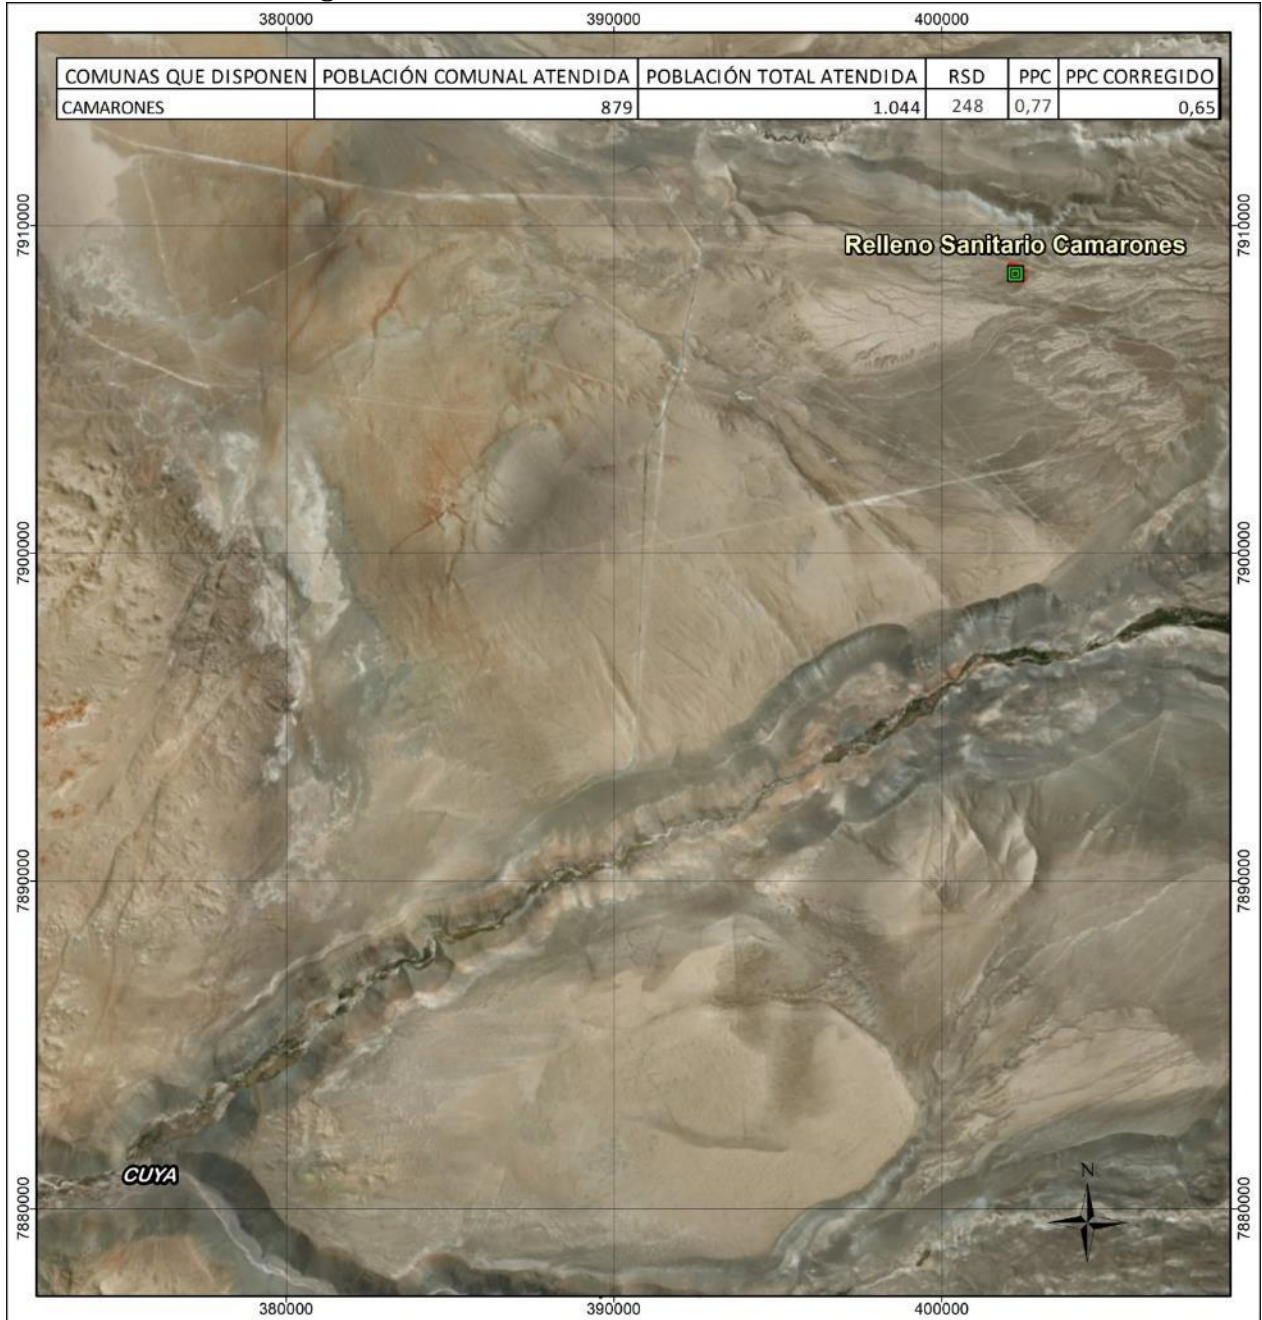 380000 390000 400000
COMUNAS QUE DISPONEN POBLACIÓN COMUNAL ATENDIDA POBLACIÓN TOTAL ATENDIDA RSD PPC PPC CORREGIDO
CAMARONES 879 1.044 248 0,77 0,65
7910000 7910000
Relleno Sanitario Camarones
7900000 7900000
7890000 7890000
CUYA
N
7880000 7880000
380000 390000 400000